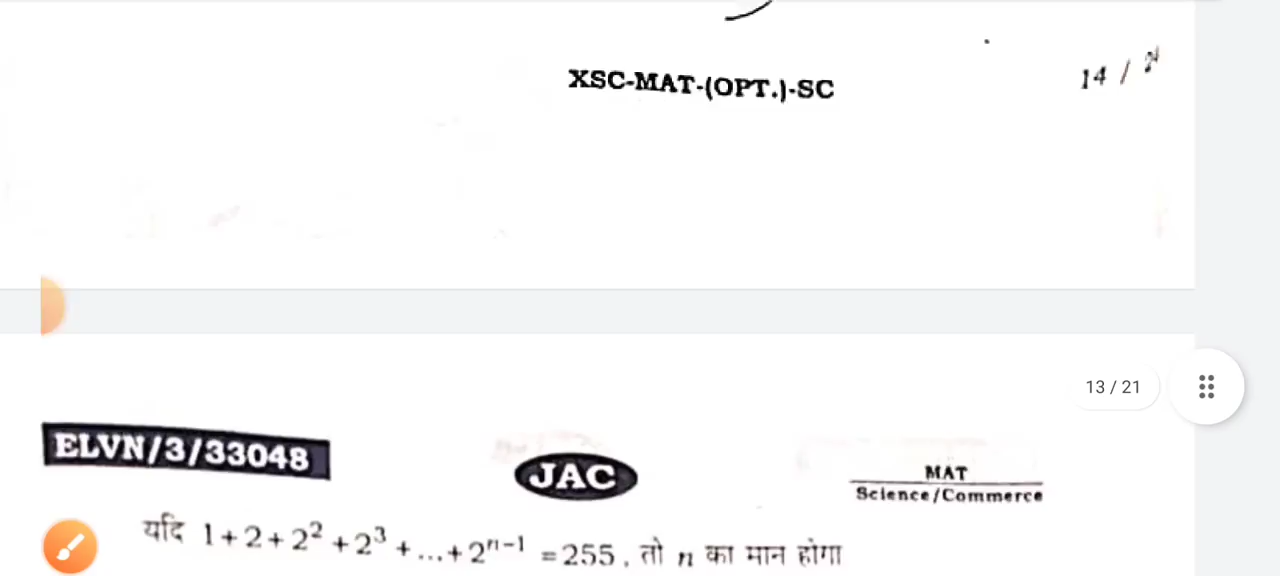 XSC-MAT-(OPT.)-SC
14 /
13 / 21
ELVN/3/33048
JAC
MAT
Science/Commerce
यदि 1+2+2²+2³+...+2ⁿ⁻¹ =255, तो n का मान होगा